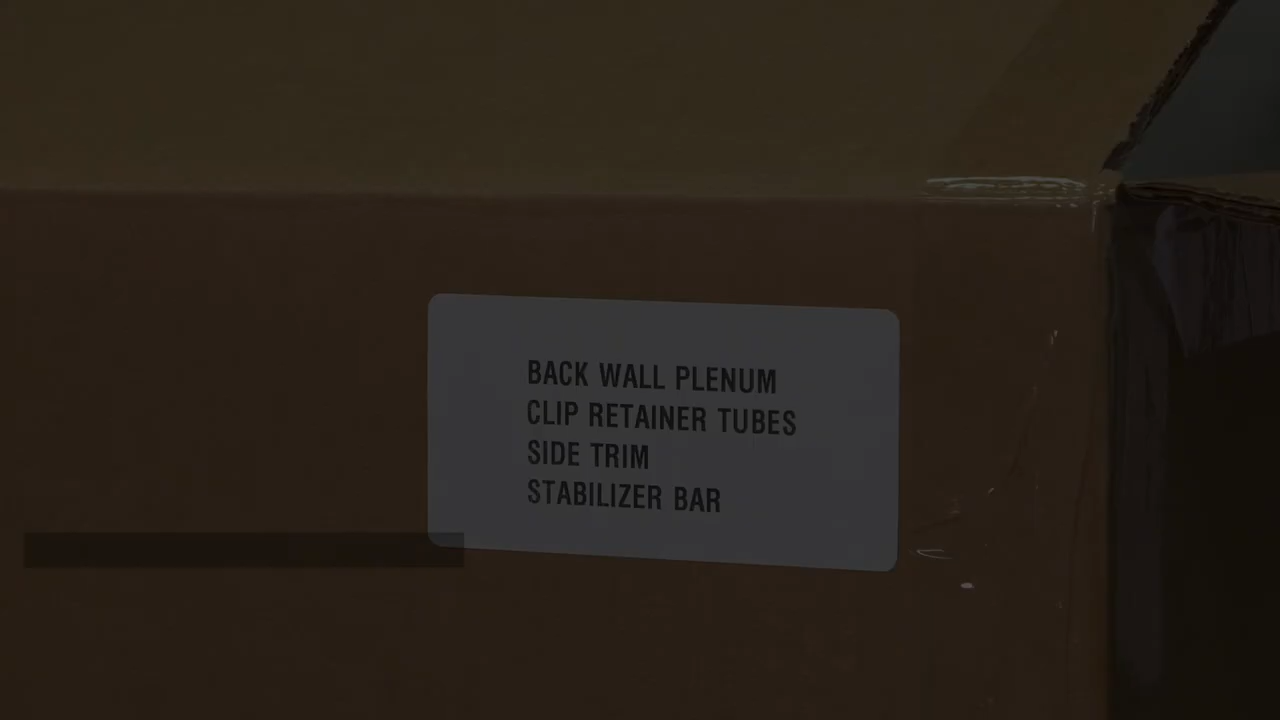 BACK WALL PLENUM
CLIP RETAINER TUBES
SIDE TRIM
STABILIZER BAR